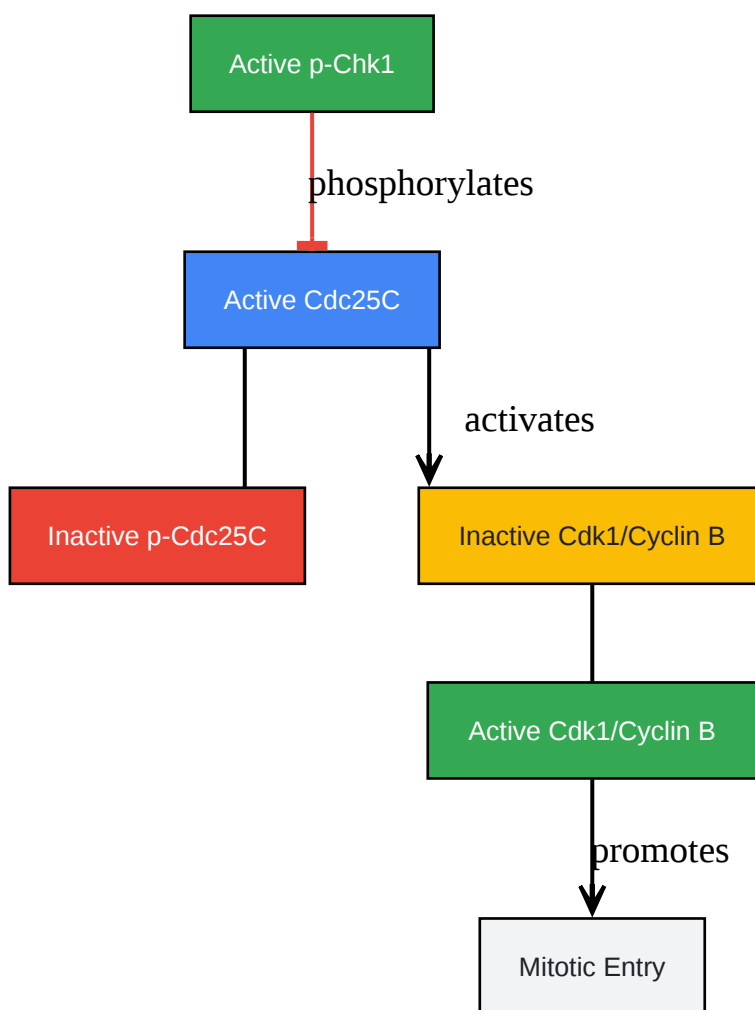 Active p-Chk1
phosphorylates
Active Cdc25C
activates
Inactive p-Cdc25C
Inactive Cdk1/Cyclin B
Active Cdk1/Cyclin B
promotes
Mitotic Entry